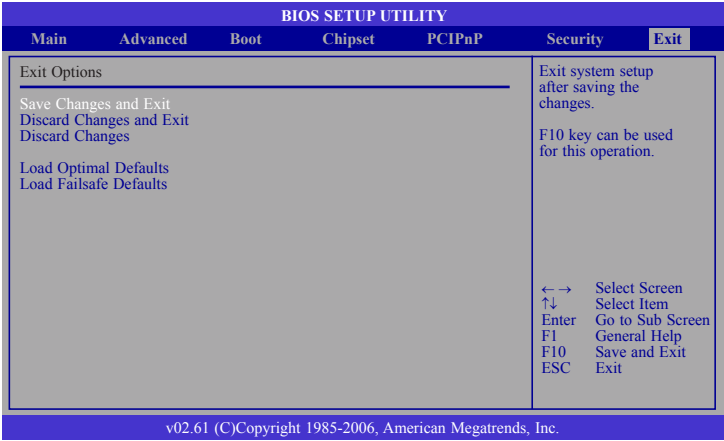 BIOS SETUP UTILITY
Main Advanced Boot Chipset PCIPnP Security Exit
Exit Options
Save Changes and Exit
Discard Changes and Exit
Discard Changes
Load Optimal Defaults
Load Failsafe Defaults
Exit system setup
after saving the
changes.
F10 key can be used
for this operation.
←→ Select Screen
↑↓ Select Item
Enter Go to Sub Screen
F1 General Help
F10 Save and Exit
ESC Exit
v02.61 (C)Copyright 1985-2006, American Megatrends, Inc.